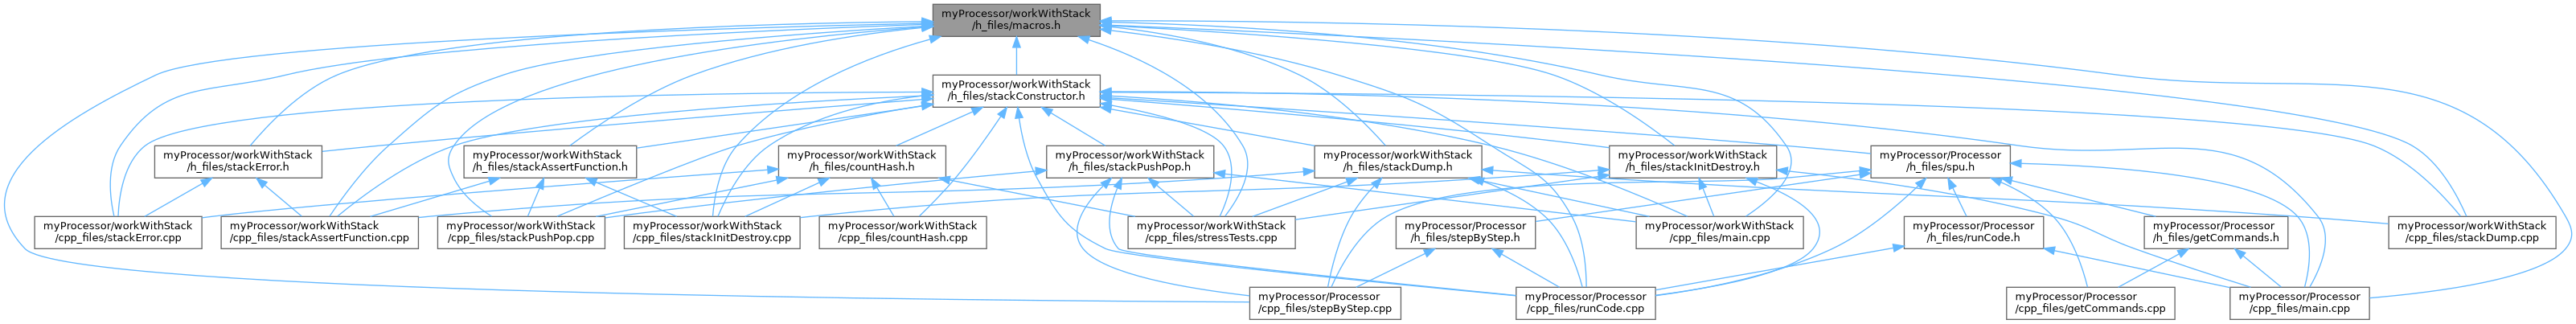 myProcessor/workWithStack
/h_files/macros.h
myProcessor/workWithStack
/h_files/stackConstructor.h
myProcessor/workWithStack
/h_files/stackError.h
myProcessor/workWithStack
/h_files/stackAssertFunction.h
myProcessor/workWithStack
/h_files/countHash.h
myProcessor/workWithStack
/h_files/stackPushPop.h
myProcessor/workWithStack
/h_files/stackDump.h
myProcessor/workWithStack
/h_files/stackInitDestroy.h
myProcessor/Processor
/h_files/spu.h
myProcessor/workWithStack
/cpp_files/stackError.cpp
myProcessor/workWithStack
/cpp_files/stackAssertFunction.cpp
myProcessor/workWithStack
/cpp_files/stackPushPop.cpp
myProcessor/workWithStack
/cpp_files/stackInitDestroy.cpp
myProcessor/workWithStack
/cpp_files/countHash.cpp
myProcessor/workWithStack
/cpp_files/stressTests.cpp
myProcessor/Processor
/h_files/stepByStep.h
myProcessor/workWithStack
/cpp_files/main.cpp
myProcessor/Processor
/h_files/runCode.h
myProcessor/Processor
/h_files/getCommands.h
myProcessor/workWithStack
/cpp_files/stackDump.cpp
myProcessor/Processor
/cpp_files/stepByStep.cpp
myProcessor/Processor
/cpp_files/runCode.cpp
myProcessor/Processor
/cpp_files/getCommands.cpp
myProcessor/Processor
/cpp_files/main.cpp